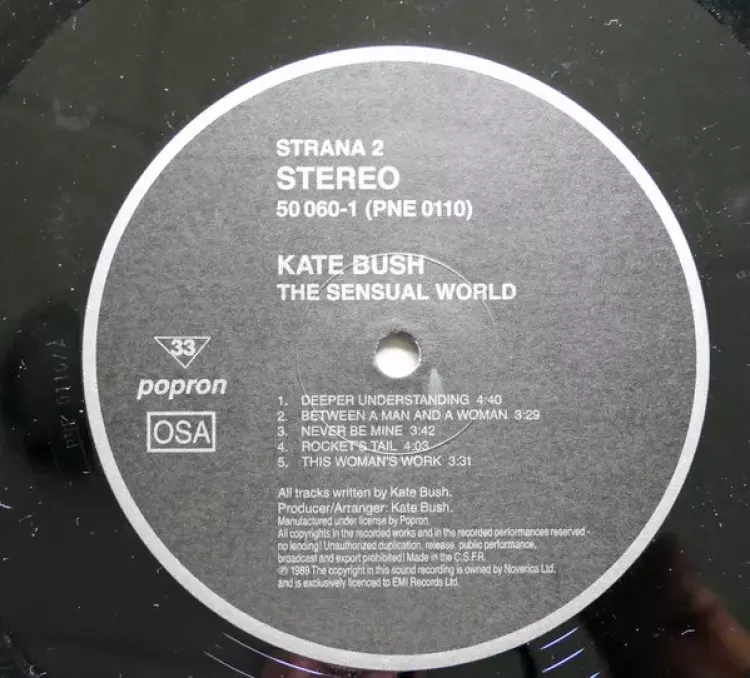 STRANA 2
STEREO
50 060-1 (PNE 0110)
KATE BUSH
THE SENSUAL WORLD
33
popron
OSA
1. DEEPER UNDERSTANDING 4:40
2. BETWEEN A MAN AND A WOMAN 3:29
3. NEVER BE MINE 3:42
4. ROCKET'S TAIL 4:03
5. THIS WOMAN'S WORK 3:31
All tracks written by Kate Bush.
Producer/Arranger: Kate Bush.
Manufactured under license by Popron
All copyrights in the recorded works and in the recorded performances reserved -
no lending! Unauthorized duplication, release, public performance,
broadcast and export prohibited! Made in the C.S.F.R.
℗ 1989 The copyright in this sound recording is owned by Noverica Ltd.
and is exclusively licenced to EMI Records Ltd.